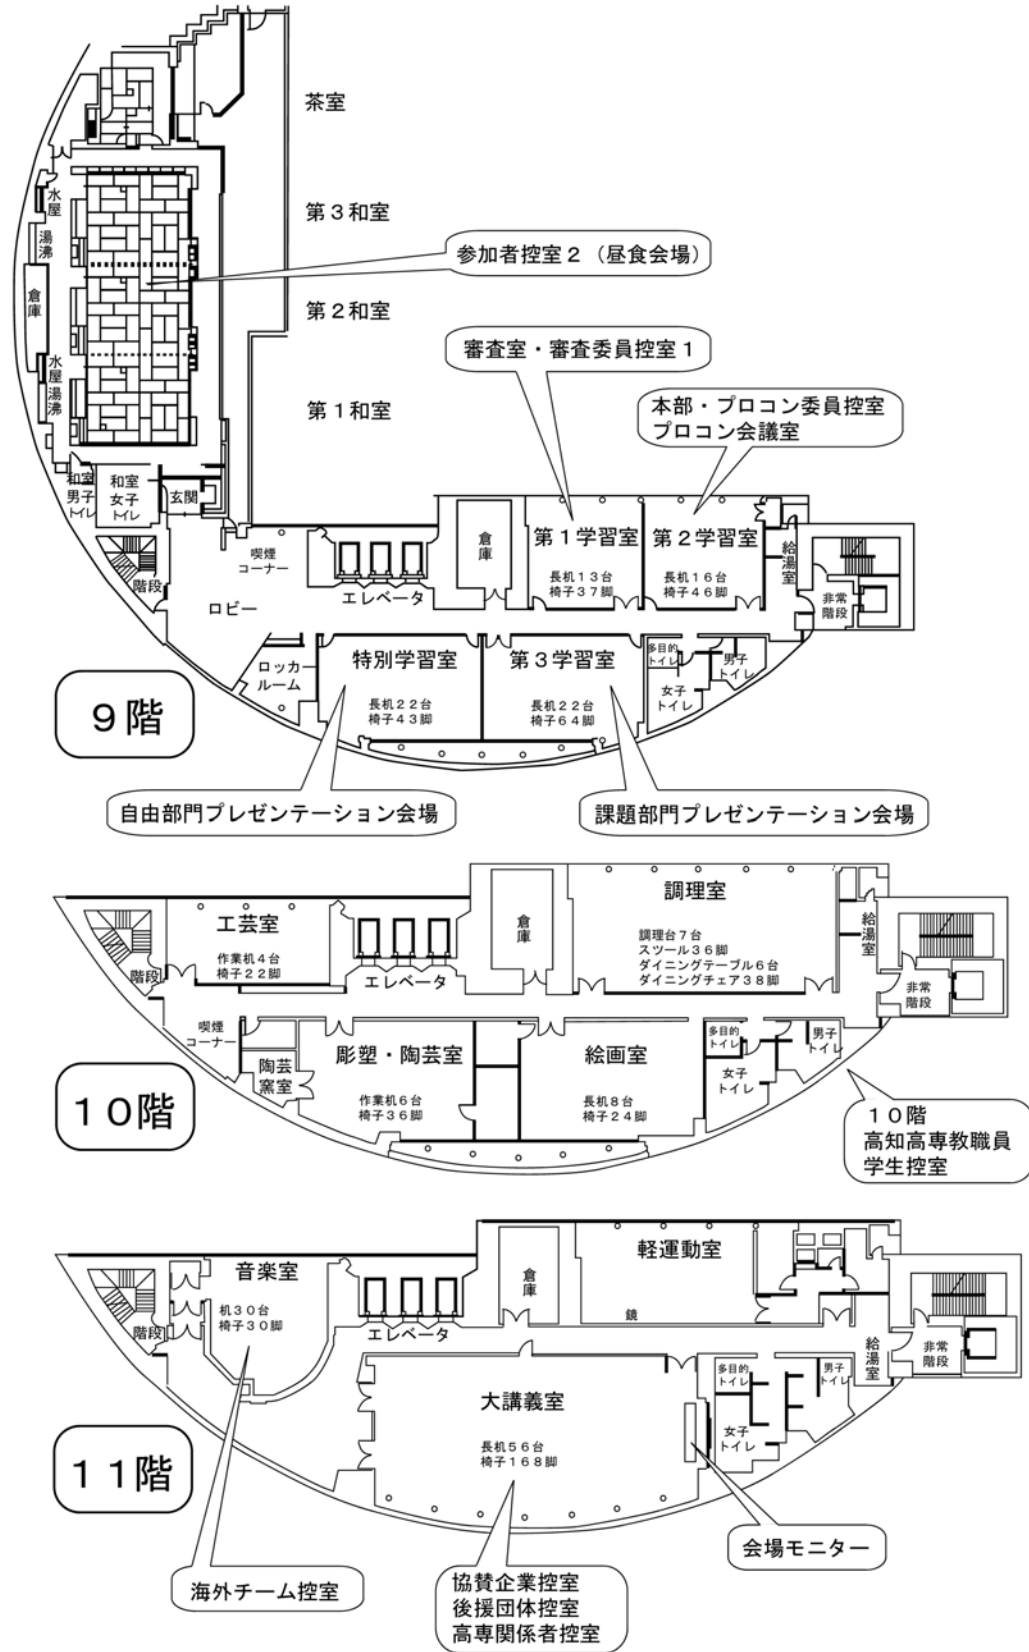 茶室
水屋
第３和室
湯沸
参加者控室２（昼食会場）
倉庫
第２和室
審査室・審査委員控室１
水屋
湯沸
第１和室
本部・プロコン委員控室
プロコン会議室
和室
男子
トイレ
和室
女子
トイレ
玄関
喫煙
コーナー
倉庫
第１学習室
長机１３台
椅子３７脚
第２学習室
長机１６台
椅子４６脚
給湯室
階段
エレベータ
非常
階段
ロビー
ロッカー
ルーム
特別学習室
長机２２台
椅子４３脚
第３学習室
長机２２台
椅子６４脚
多目的
トイレ
男子
トイレ
女子
トイレ
９階
自由部門プレゼンテーション会場
課題部門プレゼンテーション会場
工芸室
作業机４台
椅子２２脚
倉庫
調理室
調理台７台
スツール３６脚
ダイニングテーブル６台
ダイニングチェア３８脚
給湯室
階段
エレベータ
非常
階段
喫煙
コーナー
陶芸
窯室
彫塑・陶芸室
作業机６台
椅子３６脚
絵画室
長机８台
椅子２４脚
多目的
トイレ
男子
トイレ
女子
トイレ
１０階
１０階
高知高専教職員
学生控室
音楽室
机３０台
椅子３０脚
倉庫
軽運動室
鏡
階段
エレベータ
給湯室
非常
階段
大講義室
長机５６台
椅子１６８脚
多目的
トイレ
男子
トイレ
女子
トイレ
１１階
会場モニター
海外チーム控室
協賛企業控室
後援団体控室
高専関係者控室